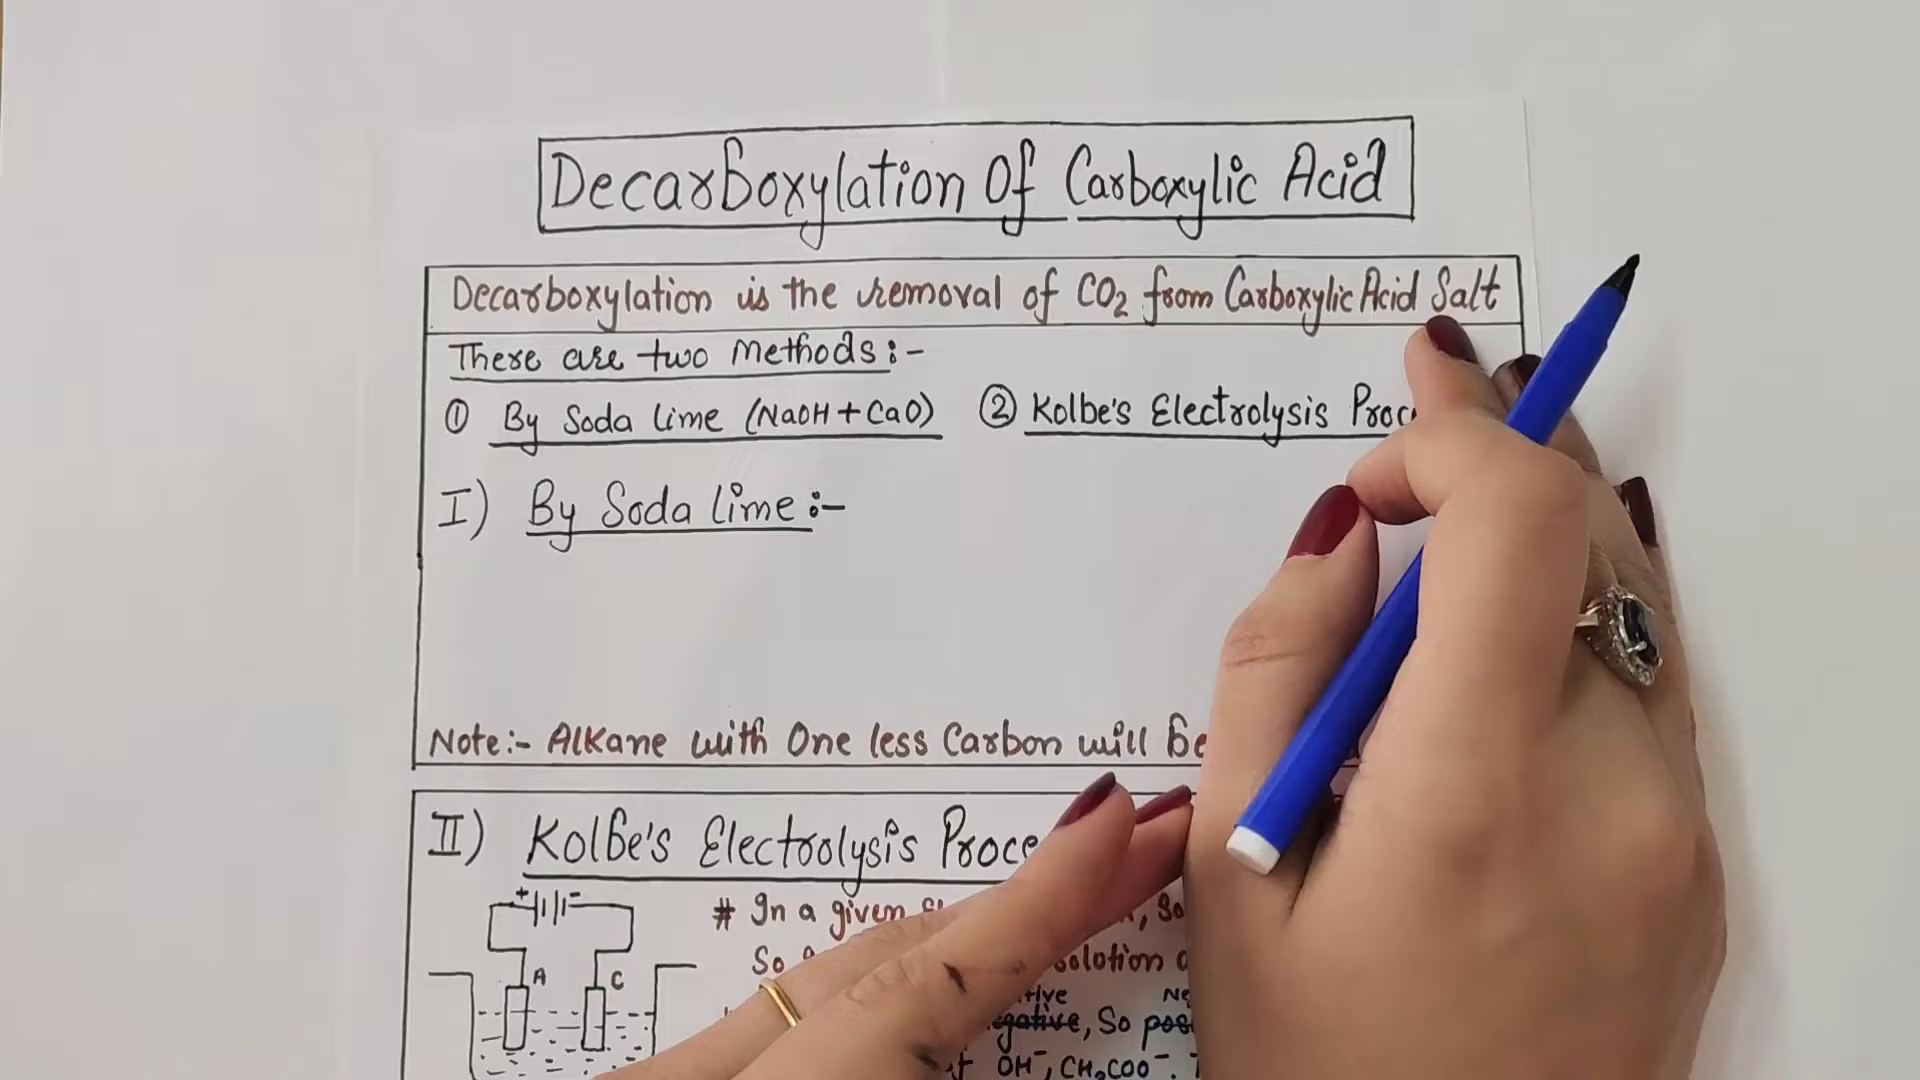 Decarboxylation Of Carboxylic Acid
Decarboxylation is the removal of CO₂ from Carboxylic Acid Salt
There are two Methods:-
① By Soda lime (NaOH + CaO) ② Kolbe's Electrolysis
I) By Soda lime :-
Note:- Alkane with One less Carbon will be
II) Kolbe's Electrolysis
+ -
# In a given
So
A C
solution
So
OH⁻, CH₃COO⁻.